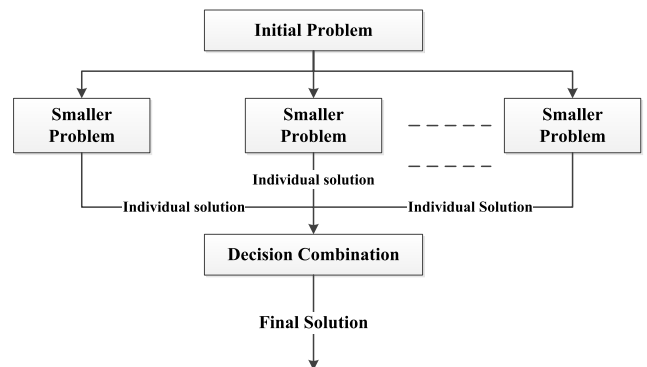 Initial Problem
Smaller
Problem
Smaller
Problem
Smaller
Problem
Individual solution
Individual solution
Individual Solution
Decision Combination
Final Solution